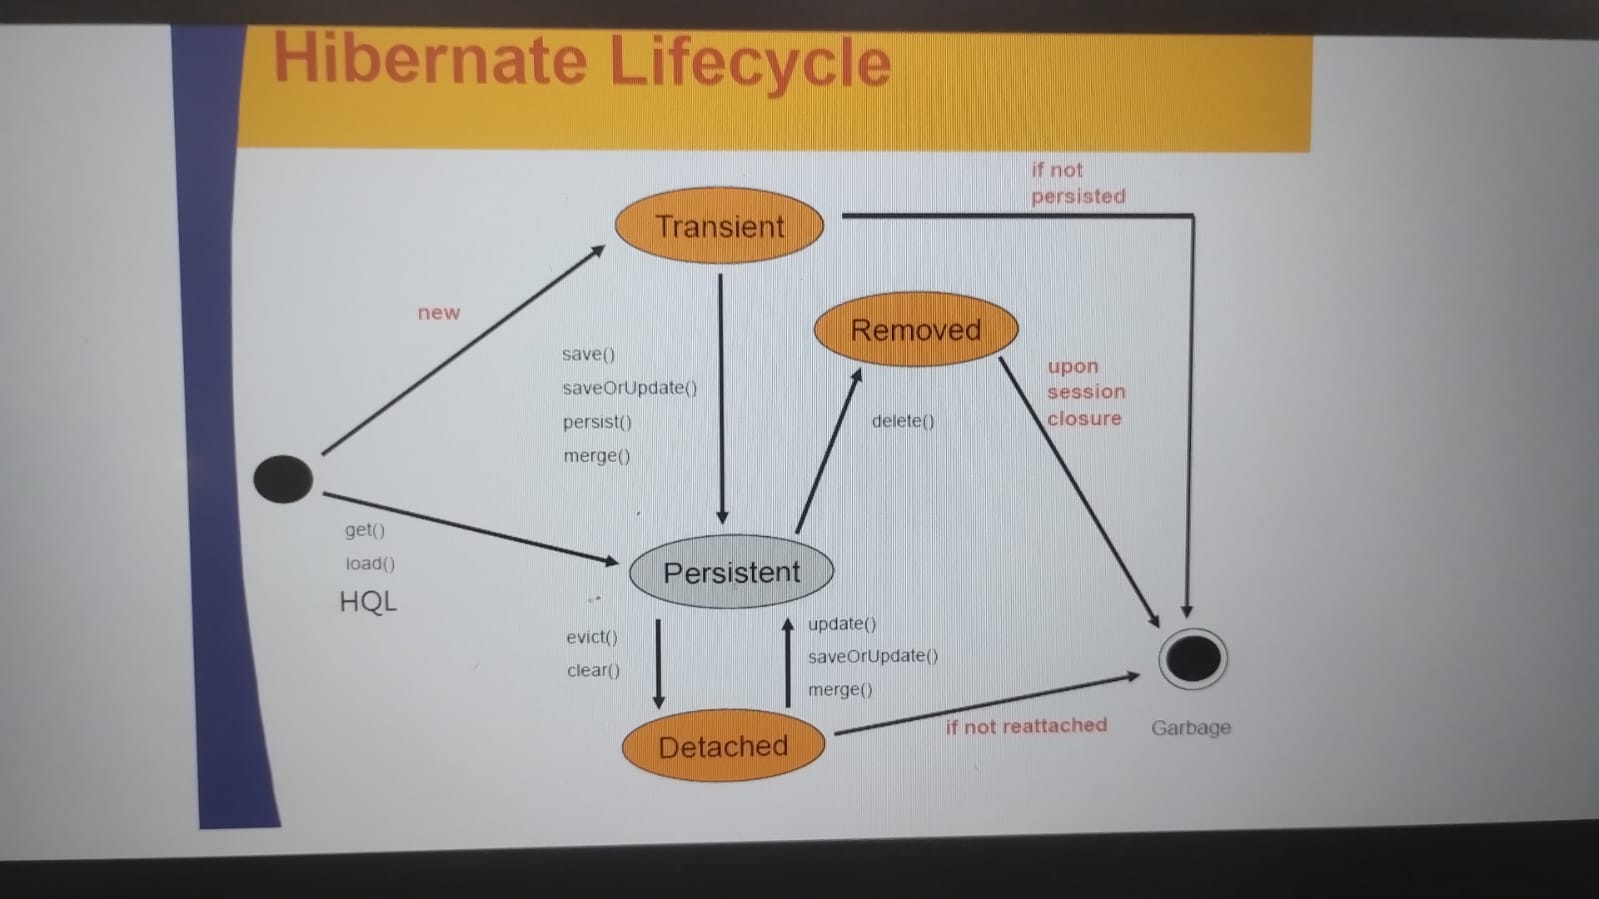 Hibernate Lifecycle
if not
persisted
Transient
new
Removed
save()
saveOrUpdate()
persist()
merge()
upon
session
closure
delete()
get()
load()
HQL
Persistent
evict()
clear()
update()
saveOrUpdate()
merge()
Detached
if not reattached
Garbage